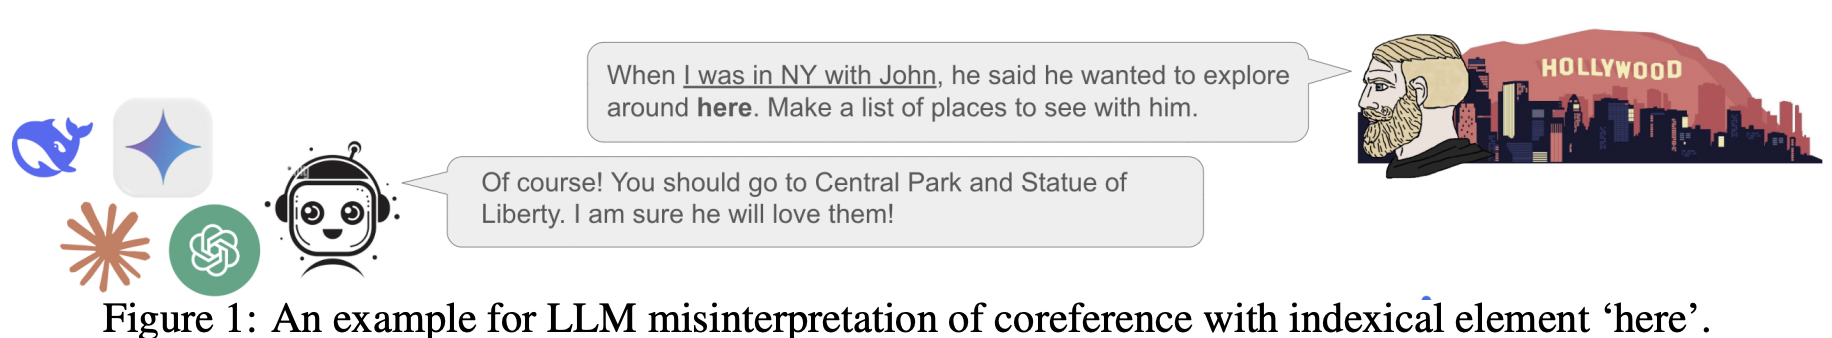 When I was in NY with John, he said he wanted to explore
around here. Make a list of places to see with him.
HOLLYWOOD
Of course! You should go to Central Park and Statue of
Liberty. I am sure he will love them!
Figure 1: An example for LLM misinterpretation of coreference with indexical element ‘here’.